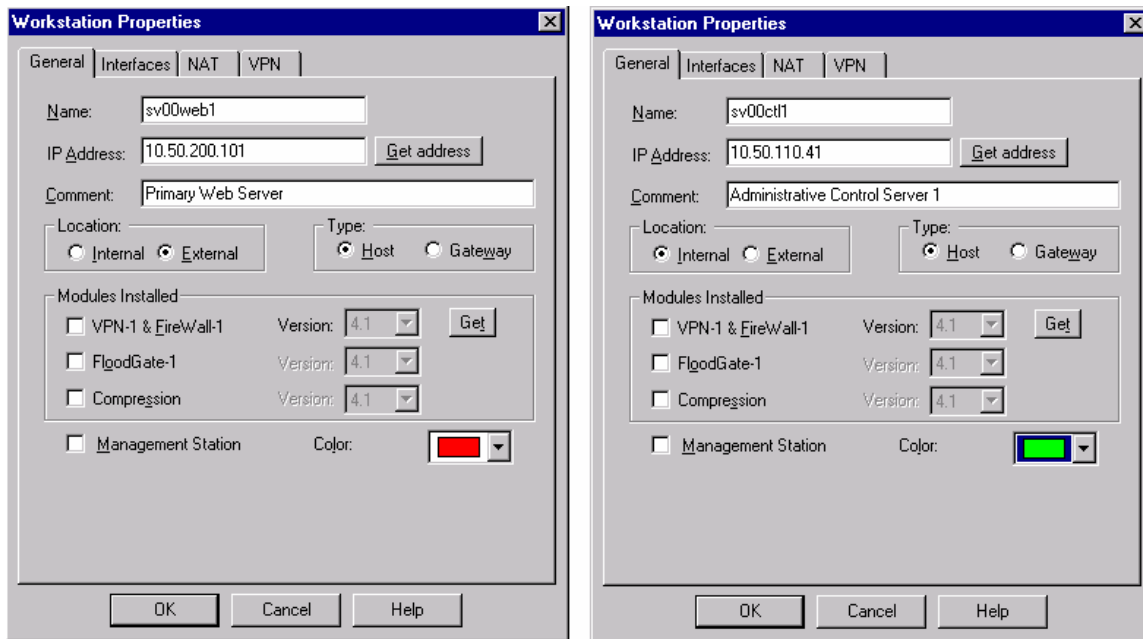 Workstation Properties
General Interfaces NAT VPN
Name: sv00web1
IP Address: 10.50.200.101 Get address
Comment: Primary Web Server
Location: Type:
Internal External Host Gateway
Modules Installed
VPN-1 & FireWall-1 Version: 4.1 Get
FloodGate-1 Version: 4.1
Compression Version: 4.1
Management Station Color:
OK Cancel Help
Workstation Properties
General Interfaces NAT VPN
Name: sv00ctl1
IP Address: 10.50.110.41 Get address
Comment: Administrative Control Server 1
Location: Type:
Internal External Host Gateway
Modules Installed
VPN-1 & FireWall-1 Version: 4.1 Get
FloodGate-1 Version: 4.1
Compression Version: 4.1
Management Station Color:
OK Cancel Help